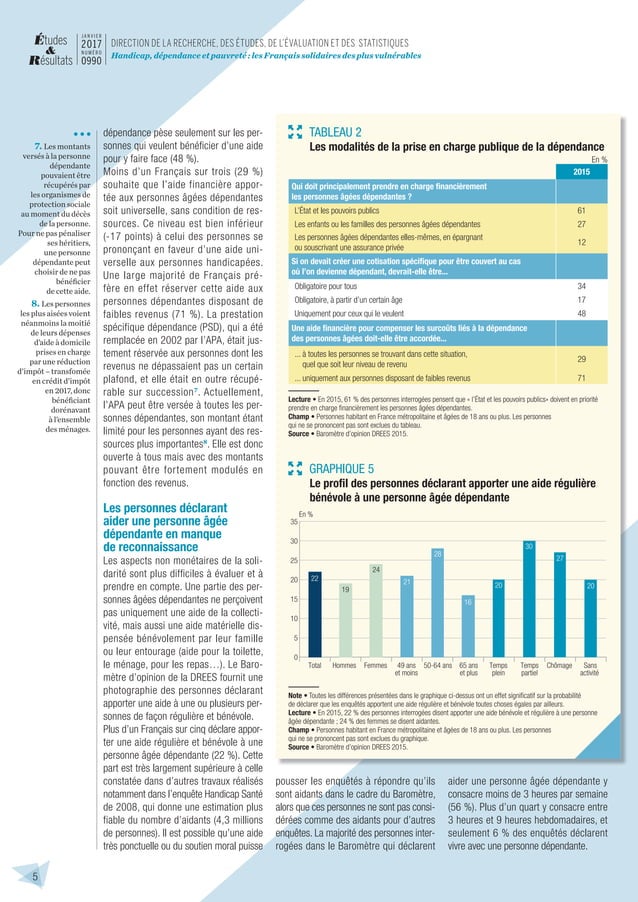 Études
&
Résultats
JANVIER
2017
NUMÉRO
0990
DIRECTION DE LA RECHERCHE, DES ÉTUDES, DE L'ÉVALUATION ET DES STATISTIQUES
Handicap, dépendance et pauvreté : les Français solidaires des plus vulnérables
•••
7. Les montants
versés à la personne
dépendante
pouvaient être
récupérés par
les organismes de
protection sociale
au moment du décès
de la personne.
Pour ne pas pénaliser
ses héritiers,
une personne
dépendante peut
choisir de ne pas
bénéficier
de cette aide.
8. Les personnes
les plus aisées voient
néanmoins la moitié
de leurs dépenses
d'aide à domicile
prises en charge
par une réduction
d'impôt – transfomée
en crédit d'impôt
en 2017, donc
bénéficiant
dorénavant
à l'ensemble
des ménages.
dépendance pèse seulement sur les per-
sonnes qui veulent bénéficier d'une aide
pour y faire face (48 %).
Moins d'un Français sur trois (29 %)
souhaite que l'aide financière appor-
tée aux personnes âgées dépendantes
soit universelle, sans condition de res-
sources. Ce niveau est bien inférieur
(-17 points) à celui des personnes se
prononçant en faveur d'une aide uni-
verselle aux personnes handicapées.
Une large majorité de Français pré-
fère en effet réserver cette aide aux
personnes dépendantes disposant de
faibles revenus (71 %). La prestation
spécifique dépendance (PSD), qui a été
remplacée en 2002 par l'APA, était jus-
tement réservée aux personnes dont les
revenus ne dépassaient pas un certain
plafond, et elle était en outre récupé-
rable sur succession7. Actuellement,
l'APA peut être versée à toutes les per-
sonnes dépendantes, son montant étant
limité pour les personnes ayant des res-
sources plus importantes8. Elle est donc
ouverte à tous mais avec des montants
pouvant être fortement modulés en
fonction des revenus.
Les personnes déclarant
aider une personne âgée
dépendante en manque
de reconnaissance
Les aspects non monétaires de la soli-
darité sont plus difficiles à évaluer et à
prendre en compte. Une partie des per-
sonnes âgées dépendantes ne perçoivent
pas uniquement une aide de la collecti-
vité, mais aussi une aide matérielle dis-
pensée bénévolement par leur famille
ou leur entourage (aide pour la toilette,
le ménage, pour les repas…). Le Baro-
mètre d'opinion de la DREES fournit une
photographie des personnes déclarant
apporter une aide à une ou plusieurs per-
sonnes de façon régulière et bénévole.
Plus d'un Français sur cinq déclare appor-
ter une aide régulière et bénévole à une
personne âgée dépendante (22 %). Cette
part est très largement supérieure à celle
constatée dans d'autres travaux réalisés
notamment dans l'enquête Handicap Santé
de 2008, qui donne une estimation plus
fiable du nombre d'aidants (4,3 millions
de personnes). Il est possible qu'une aide
très ponctuelle ou du soutien moral puisse
TABLEAU 2
Les modalités de la prise en charge publique de la dépendance
En %
2015
Qui doit principalement prendre en charge financièrement
les personnes âgées dépendantes ?
L'État et les pouvoirs publics 61
Les enfants ou les familles des personnes âgées dépendantes 27
Les personnes âgées dépendantes elles-mêmes, en épargnant
ou souscrivant une assurance privée 12
Si on devait créer une cotisation spécifique pour être couvert au cas
où l'on devienne dépendant, devrait-elle être...
Obligatoire pour tous 34
Obligatoire, à partir d'un certain âge 17
Uniquement pour ceux qui le veulent 48
Une aide financière pour compenser les surcoûts liés à la dépendance
des personnes âgées doit-elle être accordée...
... à toutes les personnes se trouvant dans cette situation,
quel que soit leur niveau de revenu 29
... uniquement aux personnes disposant de faibles revenus 71
Lecture • En 2015, 61 % des personnes interrogées pensent que « l'État et les pouvoirs publics» doivent en priorité
prendre en charge financièrement les personnes âgées dépendantes.
Champ • Personnes habitant en France métropolitaine et âgées de 18 ans ou plus. Les personnes
qui ne se prononcent pas sont exclues du tableau.
Source • Baromètre d'opinion DREES 2015.
GRAPHIQUE 5
Le profil des personnes déclarant apporter une aide régulière
bénévole à une personne âgée dépendante
En %
35
30
25
20
15
10
5
0
22
19
24
21
28
16
20
30
27
20
Total
Hommes
Femmes
49 ans
et moins
50-64 ans
65 ans
et plus
Temps
plein
Temps
partiel
Chômage
Sans
activité
Note • Toutes les différences présentées dans le graphique ci-dessus ont un effet significatif sur la probabilité
de déclarer que les enquêtés apportent une aide régulière et bénévole toutes choses égales par ailleurs.
Lecture • En 2015, 22 % des personnes interrogées disent apporter une aide bénévole et régulière à une personne
âgée dépendante ; 24 % des femmes se disent aidantes.
Champ • Personnes habitant en France métropolitaine et âgées de 18 ans ou plus. Les personnes
qui ne se prononcent pas sont exclues du graphique.
Source • Baromètre d'opinion DREES 2015.
pousser les enquêtés à répondre qu'ils
sont aidants dans le cadre du Baromètre,
alors que ces personnes ne sont pas consi-
dérées comme des aidants pour d'autres
enquêtes. La majorité des personnes inter-
rogées dans le Baromètre qui déclarent
aider une personne âgée dépendante y
consacre moins de 3 heures par semaine
(56 %). Plus d'un quart y consacre entre
3 heures et 9 heures hebdomadaires, et
seulement 6 % des enquêtés déclarent
vivre avec une personne dépendante.
5